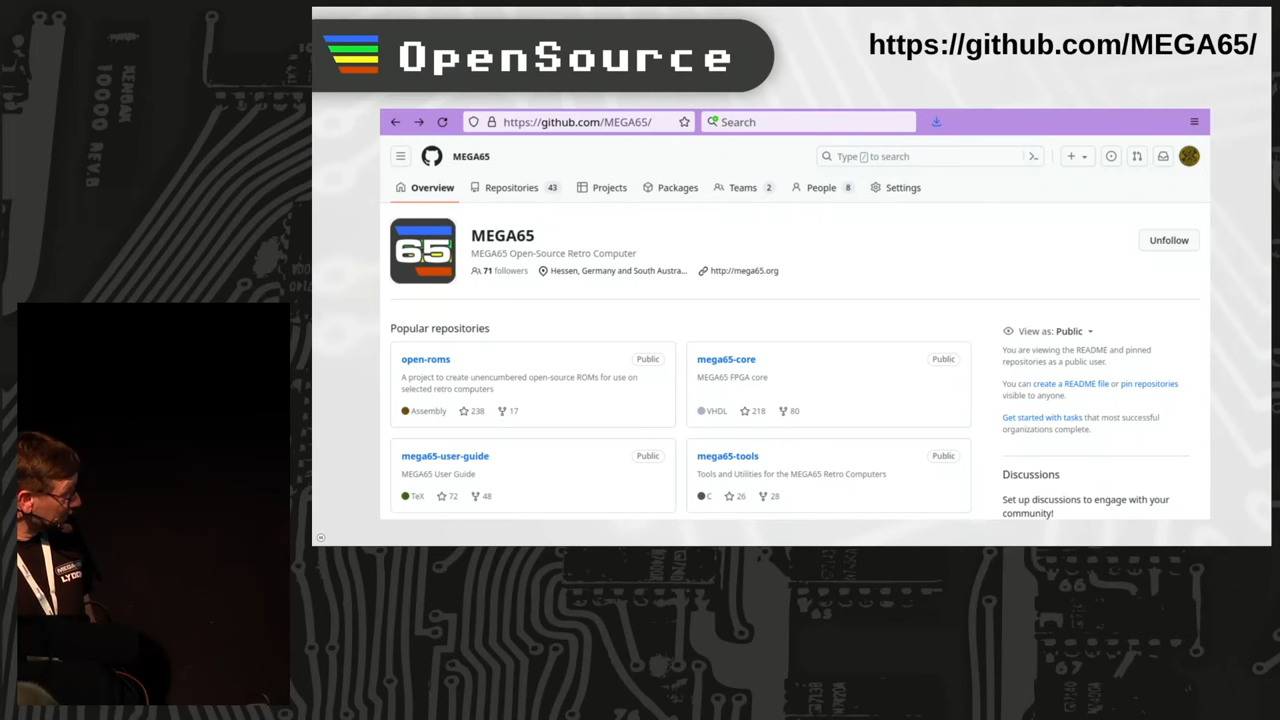 OpenSource
https://github.com/MEGA65/
https://github.com/MEGA65/
Search
MEGA65
Type / to search
Overview
Repositories 43
Projects
Packages
Teams 2
People 8
Settings
65
MEGA65
MEGA65 Open-Source Retro Computer
71 followers
Hessen, Germany and South Austra...
http://mega65.org
Unfollow
Popular repositories
open-roms
Public
A project to create unencumbered open-source ROMs for use on
selected retro computers
Assembly 238 17
mega65-core
Public
MEGA65 FPGA core
VHDL 218 80
mega65-user-guide
Public
MEGA65 User Guide
TeX 72 48
mega65-tools
Public
Tools and Utilities for the MEGA65 Retro Computers
C 26 28
View as: Public
You are viewing the README and pinned
repositories as a public user.
You can create a README file or pin repositories
visible to anyone.
Get started with tasks that most successful
organizations complete.
Discussions
Set up discussions to engage with your
community!
10000 REV.B